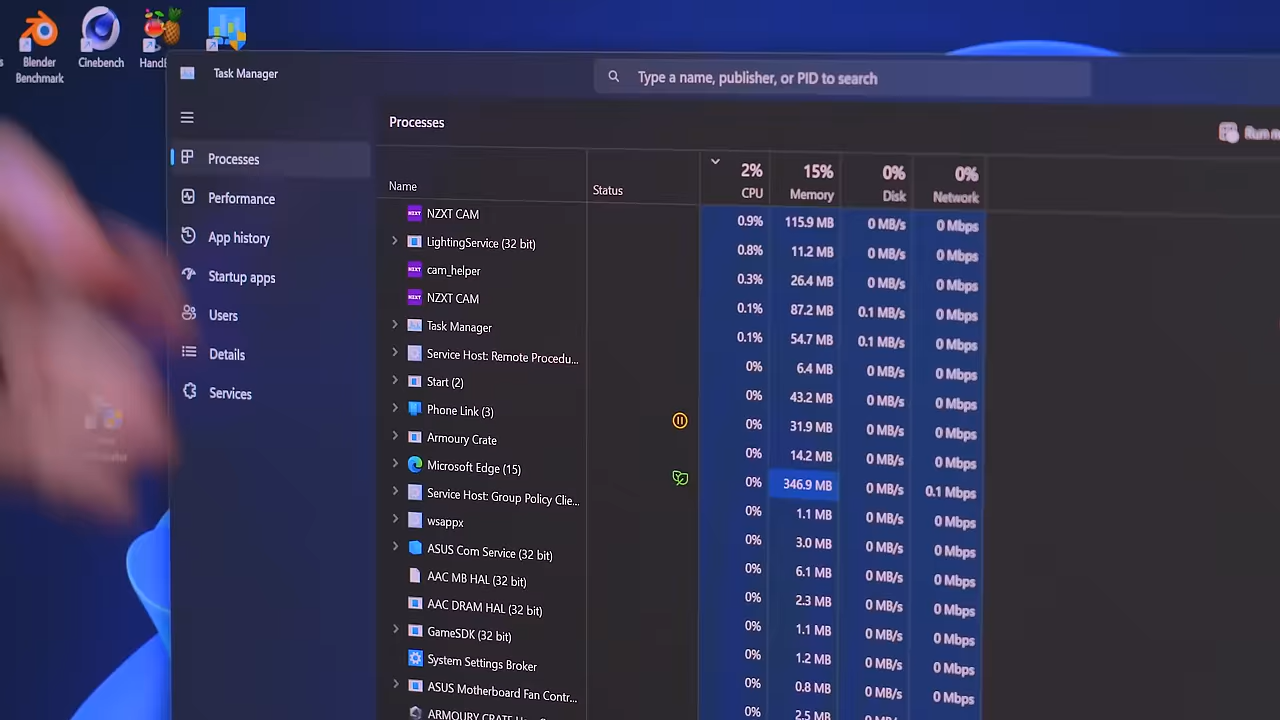 Blender
Benchmark
Cinebench
Task Manager
Type a name, publisher, or PID to search
Processes
Run
Processes
Performance
App history
Startup apps
Users
Details
Services
Name Status 2% CPU 15% Memory 0% Disk 0% Network
NZXT CAM 0.9% 115.9 MB 0 MB/s 0 Mbps
LightingService (32 bit) 0.8% 11.2 MB 0 MB/s 0 Mbps
cam_helper 0.3% 26.4 MB 0 MB/s 0 Mbps
NZXT CAM 0.1% 87.2 MB 0.1 MB/s 0 Mbps
Task Manager 0.1% 54.7 MB 0.1 MB/s 0 Mbps
Service Host: Remote Procedu... 0% 6.4 MB 0 MB/s 0 Mbps
Start (2) 0% 43.2 MB 0 MB/s 0 Mbps
Phone Link (3) 0% 31.9 MB 0 MB/s 0 Mbps
Armoury Crate 0% 14.2 MB 0 MB/s 0 Mbps
Microsoft Edge (15) 0% 346.9 MB 0 MB/s 0.1 Mbps
Service Host: Group Policy Clie... 0% 1.1 MB 0 MB/s 0 Mbps
wsappx 0% 3.0 MB 0 MB/s 0 Mbps
ASUS Com Service (32 bit) 0% 6.1 MB 0 MB/s 0 Mbps
AAC MB HAL (32 bit) 0% 2.3 MB 0 MB/s 0 Mbps
AAC DRAM HAL (32 bit) 0% 1.1 MB 0 MB/s 0 Mbps
GameSDK (32 bit) 0% 1.2 MB 0 MB/s 0 Mbps
System Settings Broker 0% 0.8 MB 0 MB/s 0 Mbps
ASUS Motherboard Fan Contr... 0% 2.5 MB
ARMOURY CRATE